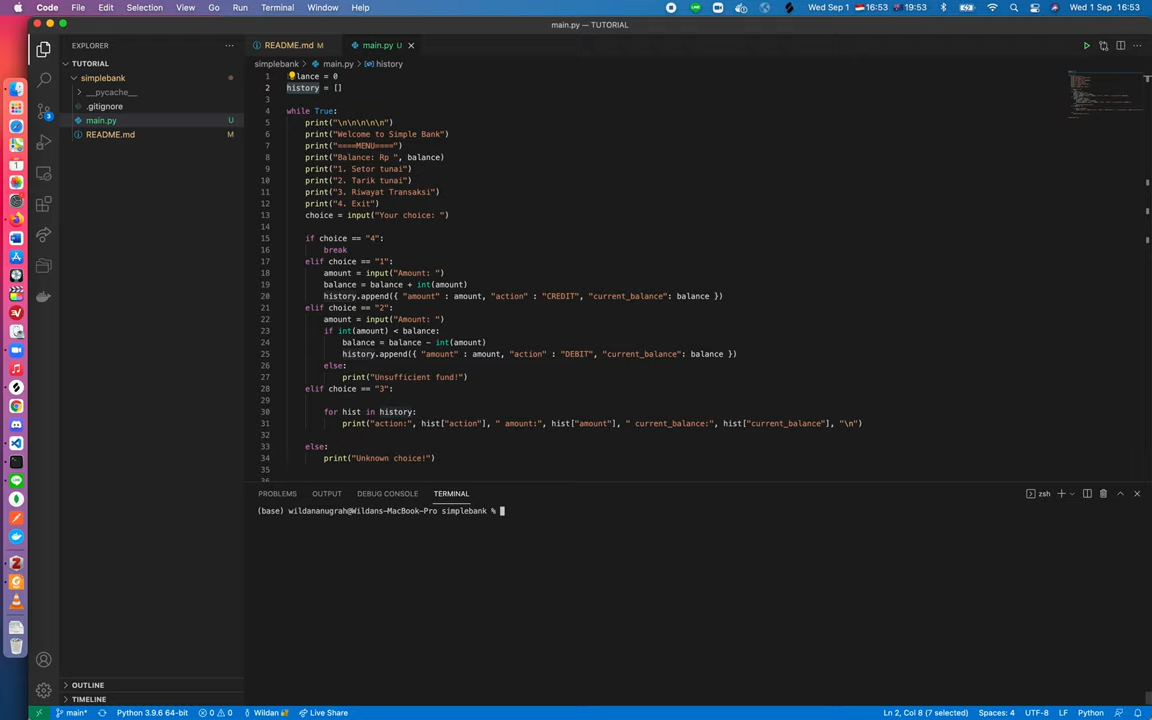 Code File Edit Selection View Go Run Terminal Window Help Wed Sep 1 16:53 19:53 Wed 1 Sep 16:53
main.py — TUTORIAL
EXPLORER
README.md M main.py U
TUTORIAL
simplebank
__pycache__
.gitignore
main.py U
README.md M
simplebank > main.py > history
1 lance = 0
2 history = []
3
4 while True:
5 print("\n\n\n\n\n")
6 print("Welcome to Simple Bank")
7 print("====MENU====")
8 print("Balance: Rp ", balance)
9 print("1. Setor tunai")
10 print("2. Tarik tunai")
11 print("3. Riwayat Transaksi")
12 print("4. Exit")
13 choice = input("Your choice: ")
14
15 if choice == "4":
16 break
17 elif choice == "1":
18 amount = input("Amount: ")
19 balance = balance + int(amount)
20 history.append({ "amount" : amount, "action" : "CREDIT", "current_balance": balance })
21 elif choice == "2":
22 amount = input("Amount: ")
23 if int(amount) < balance:
24 balance = balance - int(amount)
25 history.append({ "amount" : amount, "action" : "DEBIT", "current_balance": balance })
26 else:
27 print("Unsufficient fund!")
28 elif choice == "3":
29
30 for hist in history:
31 print("action:", hist["action"], " amount:", hist["amount"], " current_balance:", hist["current_balance"], "\n")
32
33 else:
34 print("Unknown choice!")
35
PROBLEMS OUTPUT DEBUG CONSOLE TERMINAL zsh
(base) wildananugrah@Wildans-MacBook-Pro simplebank %
OUTLINE
TIMELINE
main* Python 3.9.6 64-bit 0 0 Wildan Live Share Ln 2, Col 8 (7 selected) Spaces: 4 UTF-8 LF Python